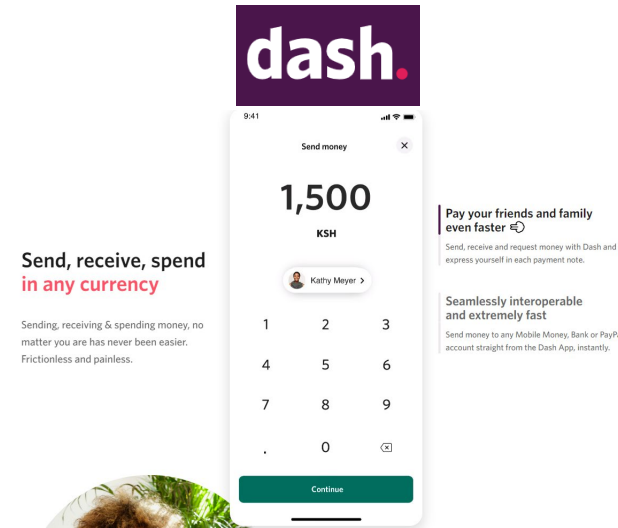 dash.
9:41
Send money
1,500
KSH
Kathy Meyer >
1 2 3
4 5 6
7 8 9
. 0
Continue
Send, receive, spend
in any currency
Sending, receiving & spending money, no
matter you are has never been easier.
Frictionless and painless.
Pay your friends and family
even faster
Send, receive and request money with Dash and
express yourself in each payment note.
Seamlessly interoperable
and extremely fast
Send money to any Mobile Money, Bank or PayPa
account straight from the Dash App, instantly.